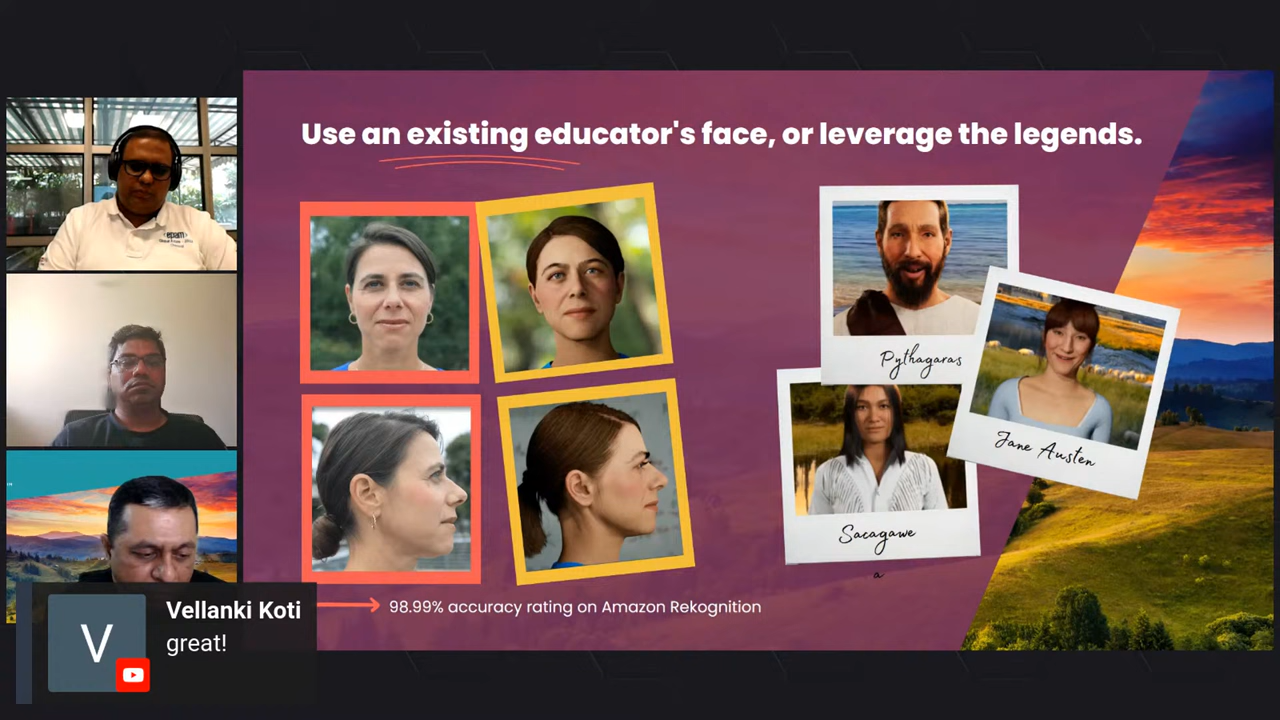 Use an existing educator's face, or leverage the legends.
Pythagaras
Jane Austen
Sacagawe
a
98.99% accuracy rating on Amazon Rekognition
Vellanki Koti
great!
V
<epam>